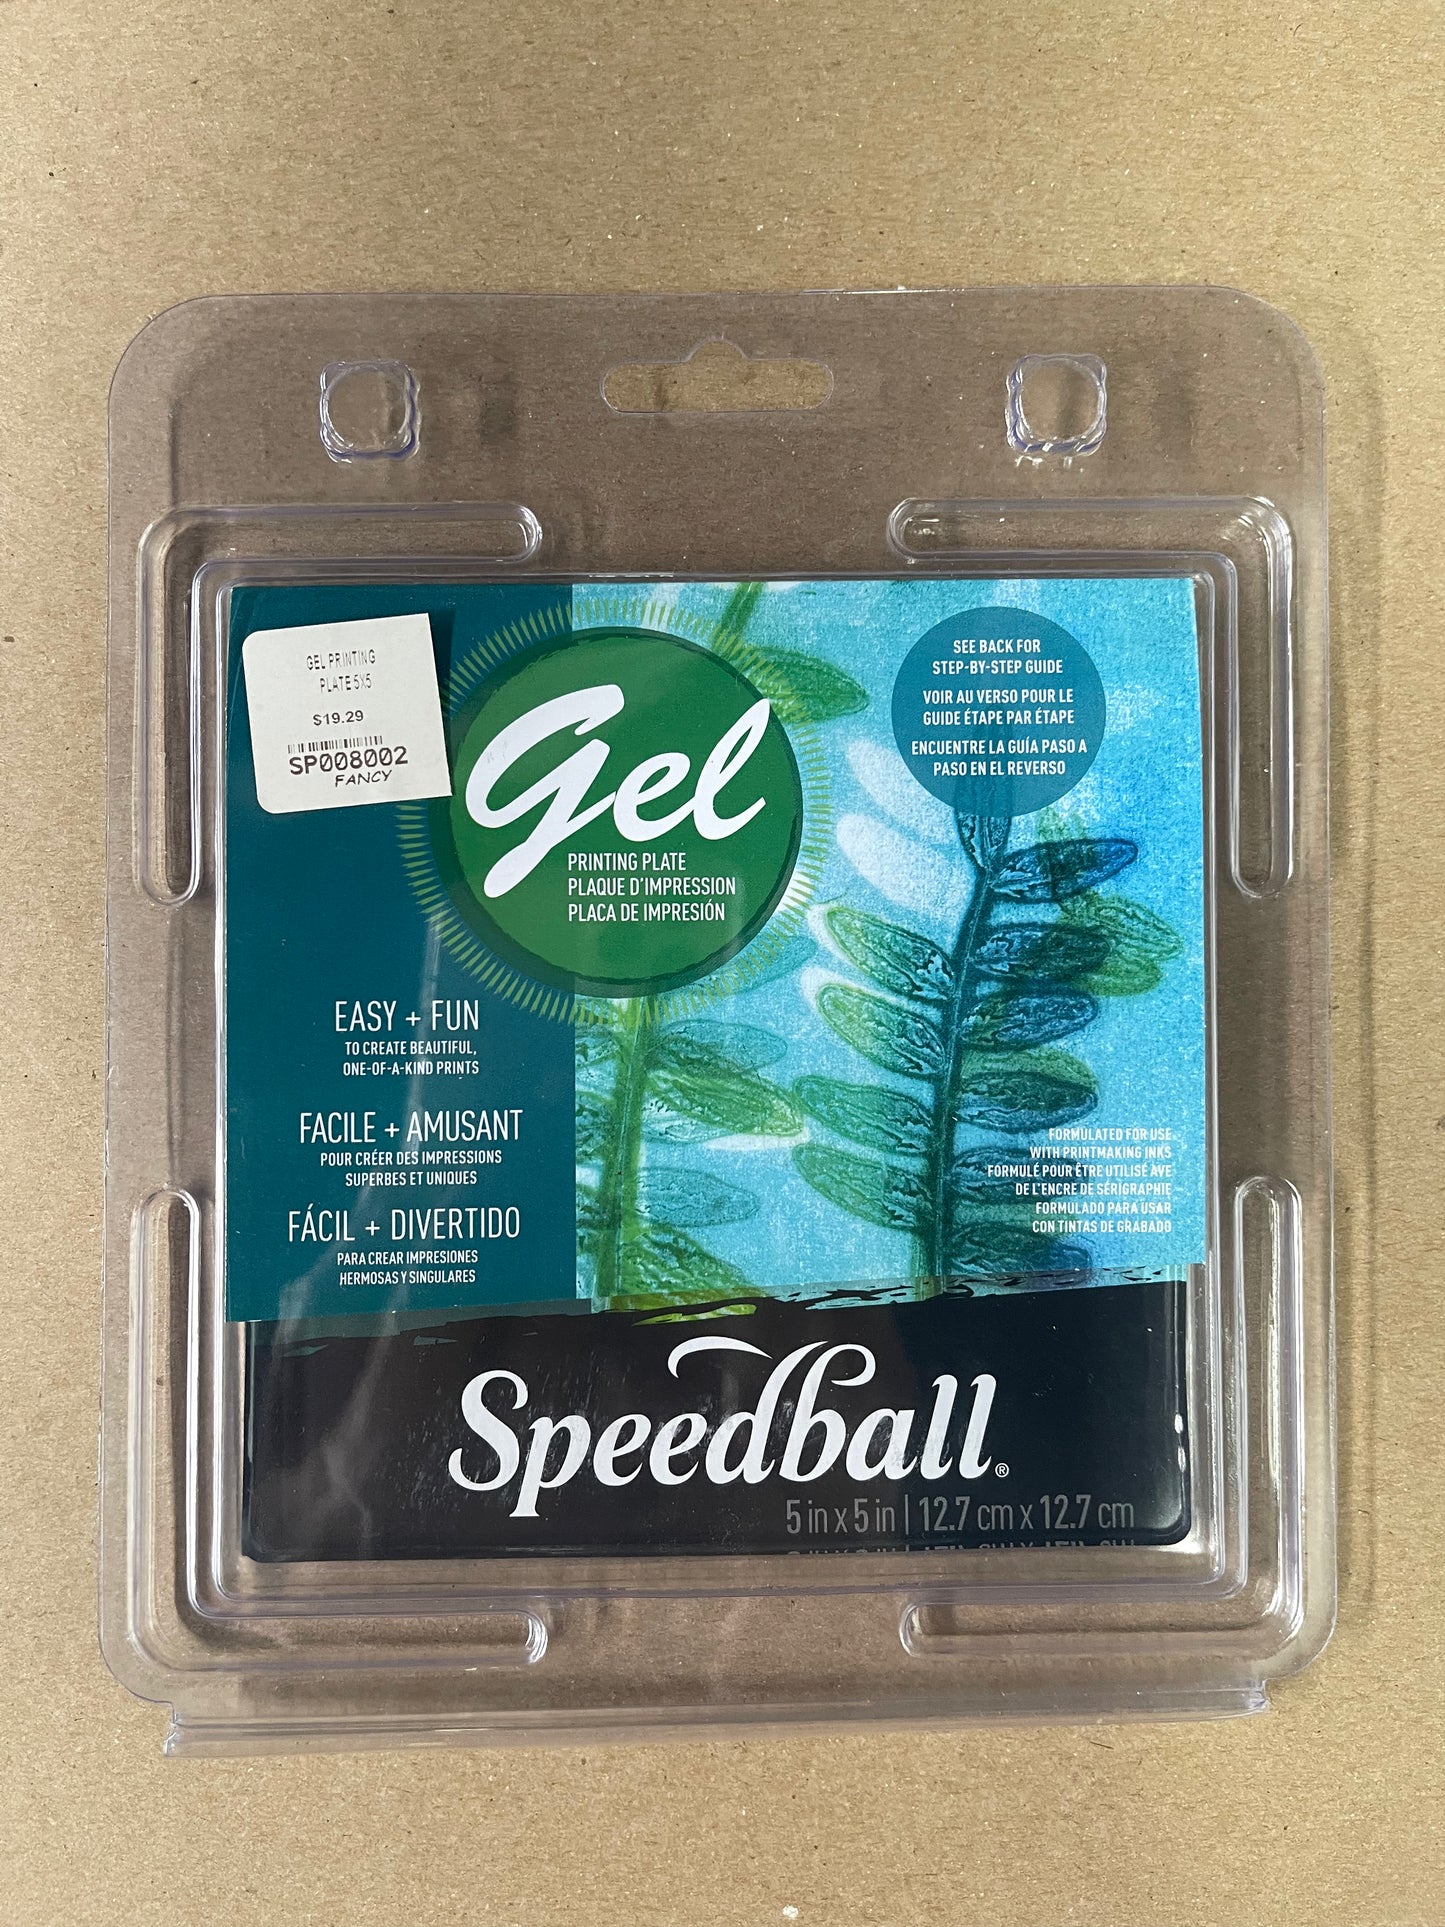 GEL PRINTING
PLATE 5X5
$19.29
SP008002
FANCY
Gel
PRINTING PLATE
PLAQUE D'IMPRESSION
PLACA DE IMPRESIÓN
SEE BACK FOR
STEP-BY-STEP GUIDE
VOIR AU VERSO POUR LE
GUIDE ÉTAPE PAR ÉTAPE
ENCUENTRE LA GUÍA PASO A
PASO EN EL REVERSO
EASY + FUN
TO CREATE BEAUTIFUL,
ONE-OF-A-KIND PRINTS
FACILE + AMUSANT
POUR CRÉER DES IMPRESSIONS
SUPERBES ET UNIQUES
FÁCIL + DIVERTIDO
PARA CREAR IMPRESIONES
HERMOSAS Y SINGULARES
FORMULATED FOR USE
WITH PRINTMAKING INKS
FORMULÉ POUR ÊTRE UTILISÉ AVE
DE L'ENCRE DE SÉRIGRAPHIE
FORMULADO PARA USAR
CON TINTAS DE GRABADO
Speedball®
5 in x 5 in | 12.7 cm x 12.7 cm